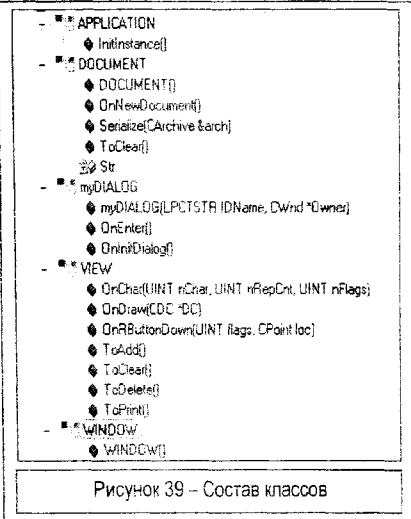 APPLICATION
InitInstance()
DOCUMENT
DOCUMENT()
OnNewDocument()
Serialize(CArchive &arch)
ToClear()
Str
myDIALOG
myDIALOG(LPCTSTR IDName, CWnd *Owner)
OnEnter()
OnInitDialog()
VIEW
OnChar(UINT nChar, UINT nRepCnt, UINT nFlags)
OnDraw(CDC *DC)
OnRButtonDown(UINT flags, CPoint loc)
ToAdd()
ToClear()
ToDelete()
ToPrint()
WINDOW
WINDOW()
Рисунок 39 – Состав классов